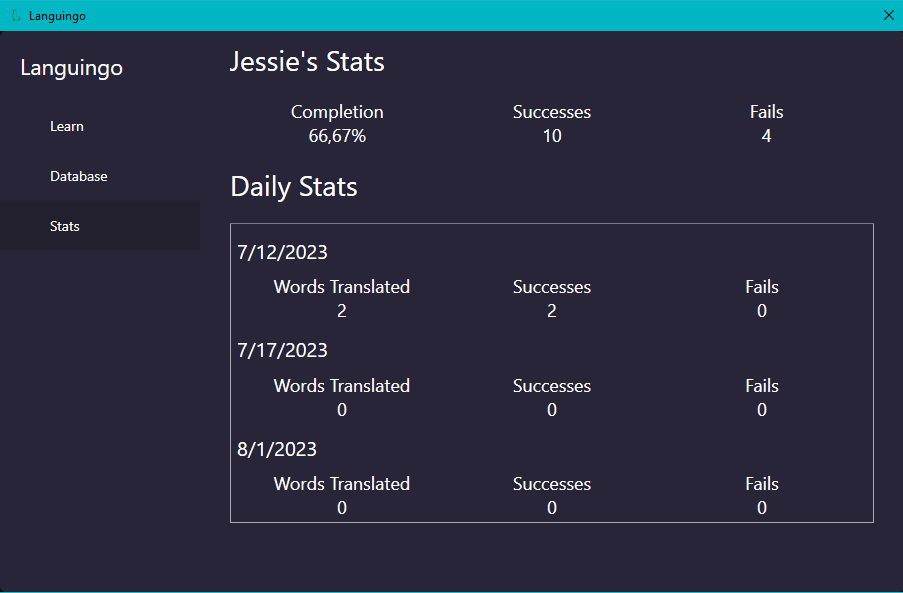 Languingo
Languingo
Learn
Database
Stats
Jessie's Stats
Completion Successes Fails
66,67% 10 4
Daily Stats
7/12/2023
Words Translated Successes Fails
2 2 0
7/17/2023
Words Translated Successes Fails
0 0 0
8/1/2023
Words Translated Successes Fails
0 0 0